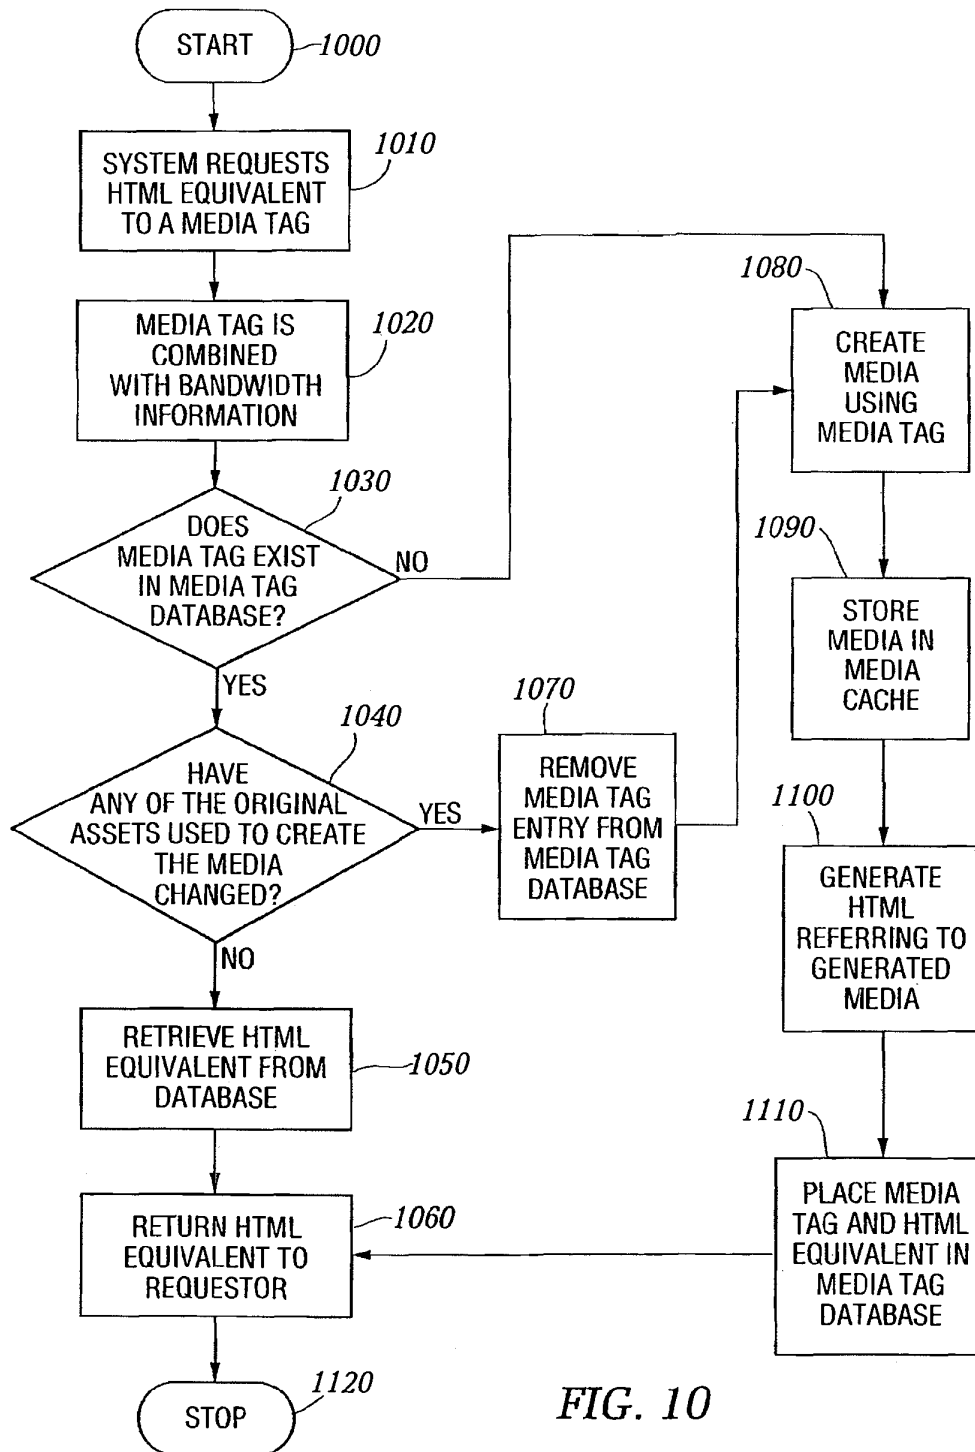 START
1000
SYSTEM REQUESTS
HTML EQUIVALENT
TO A MEDIA TAG
1010
MEDIA TAG IS
COMBINED
WITH BANDWIDTH
INFORMATION
1020
DOES
MEDIA TAG EXIST
IN MEDIA TAG
DATABASE?
1030
NO
YES
HAVE
ANY OF THE ORIGINAL
ASSETS USED TO CREATE
THE MEDIA
CHANGED?
1040
YES
NO
REMOVE
MEDIA TAG
ENTRY FROM
MEDIA TAG
DATABASE
1070
RETRIEVE HTML
EQUIVALENT FROM
DATABASE
1050
RETURN HTML
EQUIVALENT TO
REQUESTOR
1060
STOP
1120
1080
CREATE
MEDIA
USING
MEDIA TAG
1090
STORE
MEDIA IN
MEDIA
CACHE
1100
GENERATE
HTML
REFERRING TO
GENERATED
MEDIA
1110
PLACE MEDIA
TAG AND HTML
EQUIVALENT IN
MEDIA TAG
DATABASE
FIG. 10